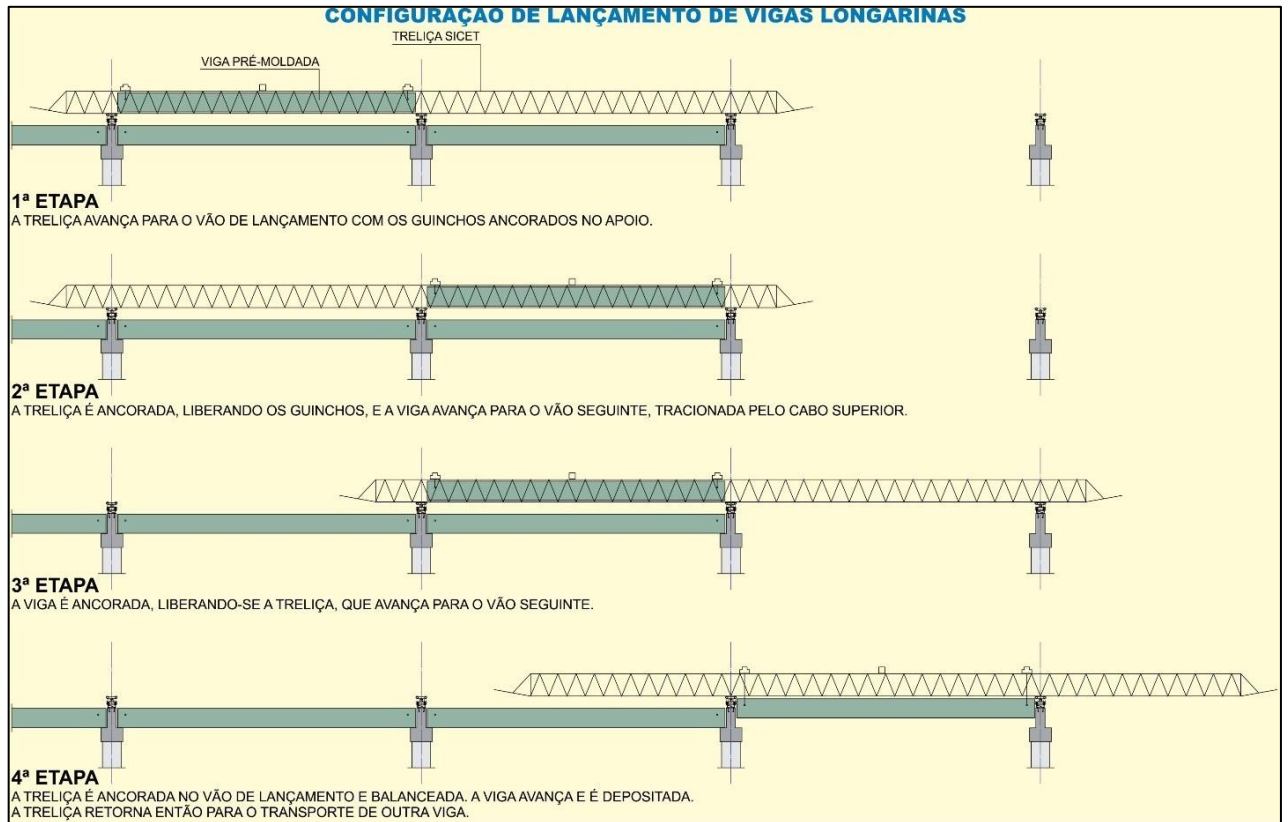 CONFIGURAÇÃO DE LANÇAMENTO DE VIGAS LONGARINAS
TRELIÇA SICET
VIGA PRÉ-MOLDADA
1ª ETAPA
A TRELIÇA AVANÇA PARA O VÃO DE LANÇAMENTO COM OS GUINCHOS ANCORADOS NO APOIO.
2ª ETAPA
A TRELIÇA É ANCORADA, LIBERANDO OS GUINCHOS, E A VIGA AVANÇA PARA O VÃO SEGUINTE, TRACIONADA PELO CABO SUPERIOR.
3ª ETAPA
A VIGA É ANCORADA, LIBERANDO-SE A TRELIÇA, QUE AVANÇA PARA O VÃO SEGUINTE.
4ª ETAPA
A TRELIÇA É ANCORADA NO VÃO DE LANÇAMENTO E BALANCEADA. A VIGA AVANÇA E É DEPOSITADA.
A TRELIÇA RETORNA ENTÃO PARA O TRANSPORTE DE OUTRA VIGA.